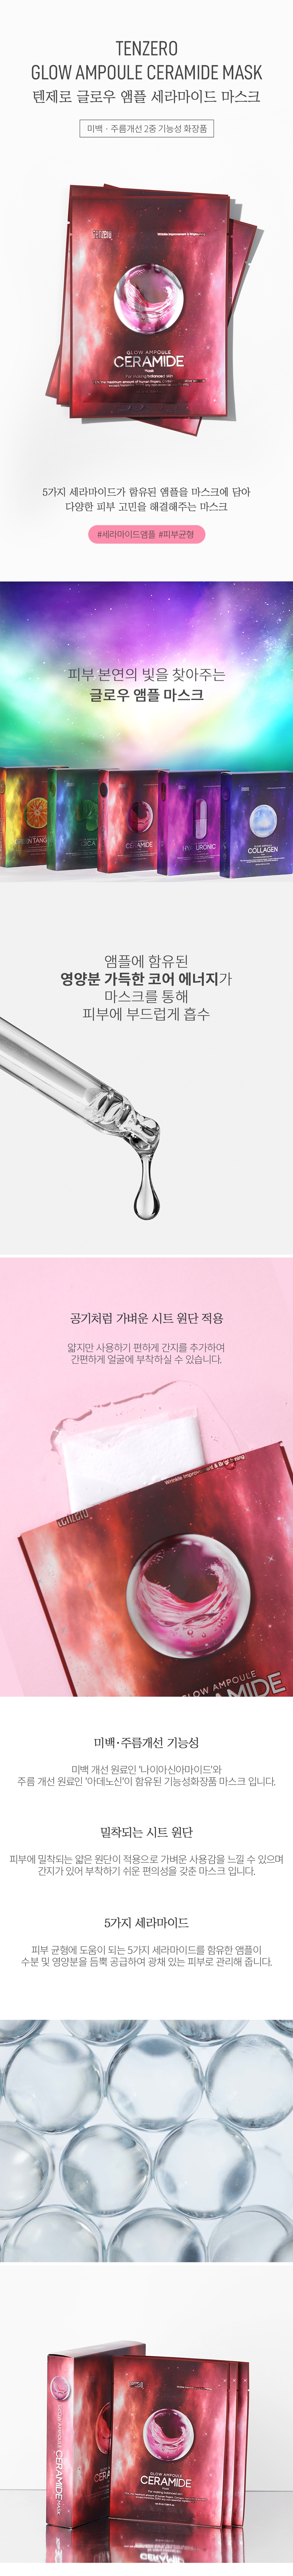 TENZERO
GLOW AMPOULE CERAMIDE MASK
텐제로 글로우 앰플 세라마이드 마스크
미백 · 주름개선 2중 기능성 화장품
tenzero
GLOW AMPOULE
CERAMIDE
mask
For making balanced skin
5가지 세라마이드가 함유된 앰플을 마스크에 담아
다양한 피부 고민을 해결해주는 마스크
#세라마이드앰플 #피부균형
피부 본연의 빛을 찾아주는
글로우 앰플 마스크
CERAMIDE
COLLAGEN
앰플에 함유된
영양분 가득한 코어 에너지가
마스크를 통해
피부에 부드럽게 흡수
공기처럼 가벼운 시트 원단 적용
얇지만 사용하기 편하게 간지를 추가하여
간편하게 얼굴에 부착하실 수 있습니다.
tenzero
GLOW AMPOULE
CERAMIDE
미백·주름개선 기능성
미백 개선 원료인 '나이아신아마이드'와
주름 개선 원료인 '아데노신'이 함유된 기능성화장품 마스크 입니다.
밀착되는 시트 원단
피부에 밀착되는 얇은 원단이 적용으로 가벼운 사용감을 느낄 수 있으며
간지가 있어 부착하기 쉬운 편의성을 갖춘 마스크 입니다.
5가지 세라마이드
피부 균형에 도움이 되는 5가지 세라마이드를 함유한 앰플이
수분 및 영양분을 듬뿍 공급하여 광채 있는 피부로 관리해 줍니다.
GLOW AMPOULE
CERAMIDE MASK
GLOW AMPOULE
CERAMIDE